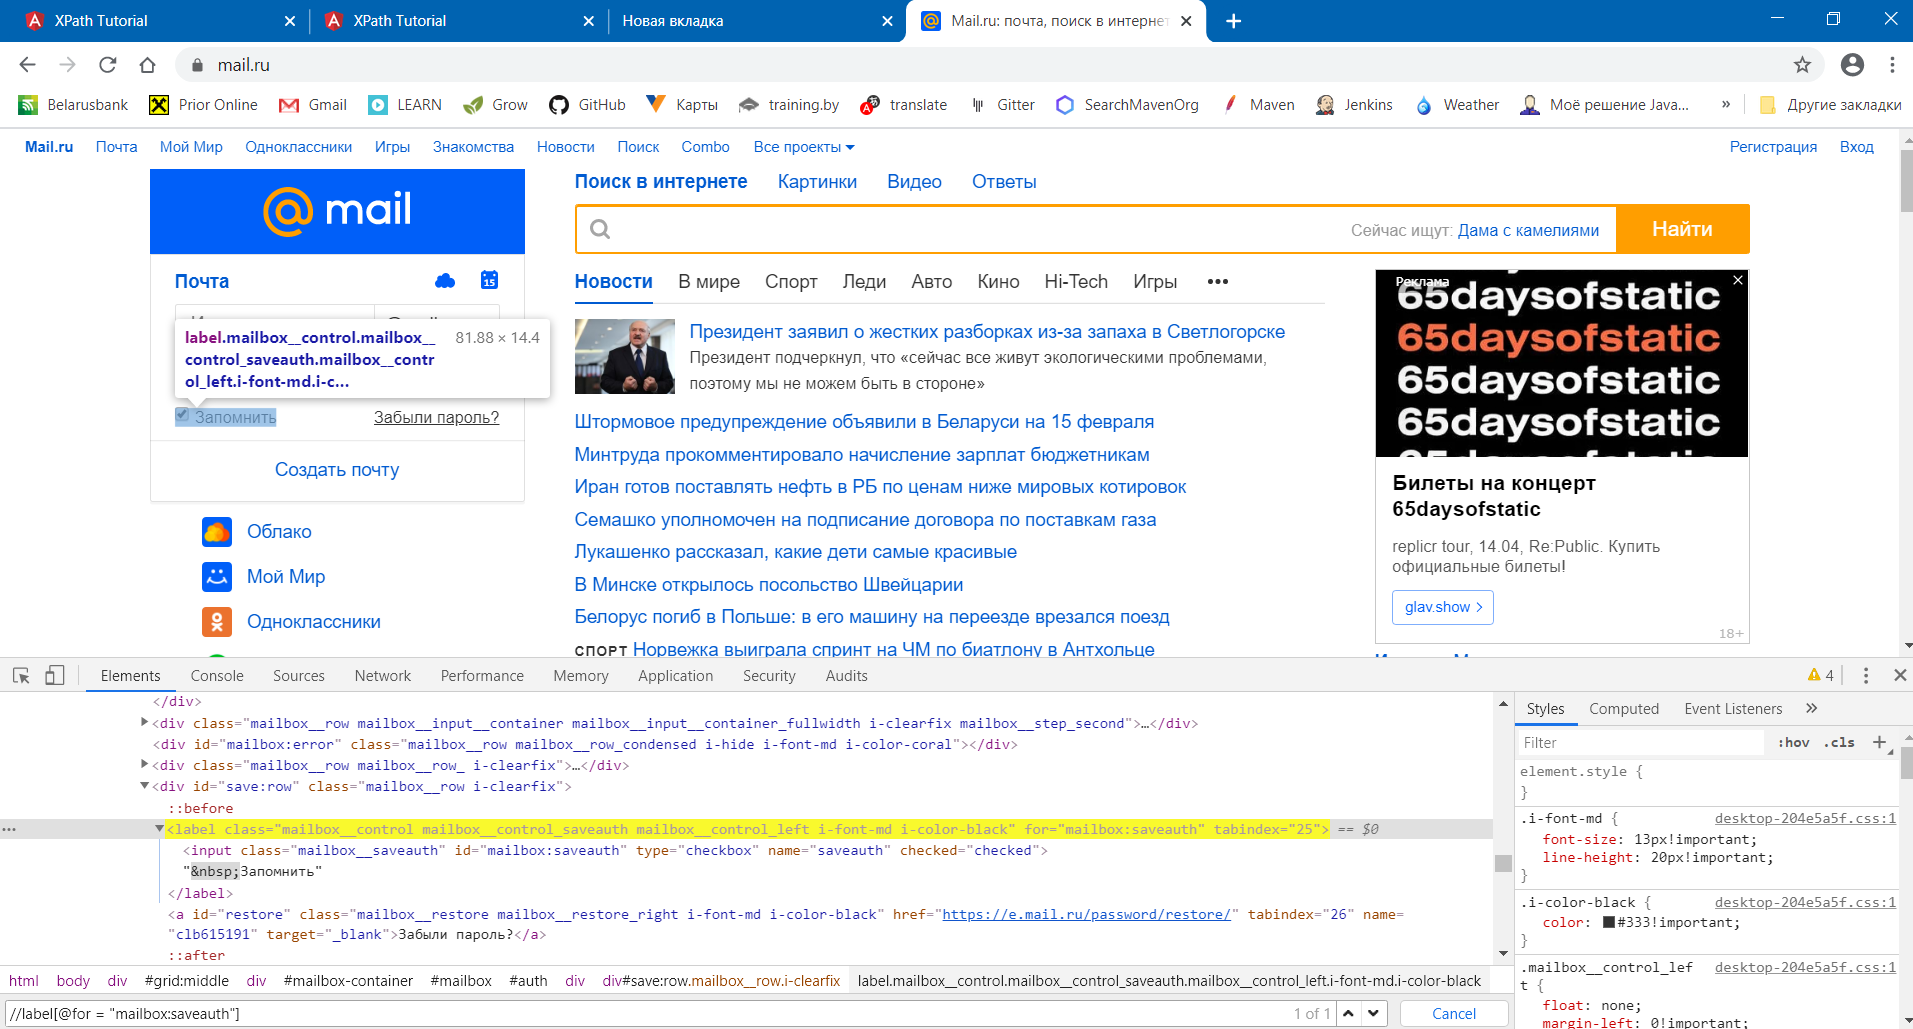 XPath Tutorial
XPath Tutorial
Новая вкладка
Mail.ru: почта, поиск в интернет
mail.ru
Belarusbank
Prior Online
Gmail
LEARN
Grow
GitHub
Карты
training.by
translate
Gitter
SearchMavenOrg
Maven
Jenkins
Weather
Моё решение Java...
»
Другие закладки
Mail.ru Почта Мой Мир Одноклассники Игры Знакомства Новости Поиск Combo Все проекты
Регистрация Вход
@mail
Поиск в интернете Картинки Видео Ответы
Сейчас ищут: Дама с камелиями
Найти
Почта
15
label.mailbox__control.mailbox__
control_saveauth.mailbox__contr
ol_left.i-font-md.i-c...
81.88 × 14.4
Запомнить
Забыли пароль?
Создать почту
Облако
Мой Мир
Одноклассники
Новости В мире Спорт Леди Авто Кино Hi-Tech Игры •••
Президент заявил о жестких разборках из-за запаха в Светлогорске
Президент подчеркнул, что «сейчас все живут экологическими проблемами,
поэтому мы не можем быть в стороне»
Штормовое предупреждение объявили в Беларуси на 15 февраля
Минтруда прокомментировало начисление зарплат бюджетникам
Иран готов поставлять нефть в РБ по ценам ниже мировых котировок
Семашко уполномочен на подписание договора по поставкам газа
Лукашенко рассказал, какие дети самые красивые
В Минске открылось посольство Швейцарии
Белорус погиб в Польше: в его машину на переезде врезался поезд
СПОРТ Норвежка выиграла спринт на ЧМ по биатлону в Антхольце
Реклама
65daysofstatic
65daysofstatic
65daysofstatic
65daysofstatic
Билеты на концерт
65daysofstatic
replicr tour, 14.04, Re:Public. Купить
официальные билеты!
glav.show
18+
Elements Console Sources Network Performance Memory Application Security Audits
4
</div>
<div class="mailbox__row mailbox__input__container mailbox__input__container_fullwidth i-clearfix mailbox__step_second">…</div>
<div id="mailbox:error" class="mailbox__row mailbox__row_condensed i-hide i-font-md i-color-coral"></div>
<div class="mailbox__row mailbox__row_ i-clearfix">…</div>
<div id="save:row" class="mailbox__row i-clearfix">
::before
<label class="mailbox__control mailbox__control_saveauth mailbox__control_left i-font-md i-color-black" for="mailbox:saveauth" tabindex="25"> == $0
<input class="mailbox__saveauth" id="mailbox:saveauth" type="checkbox" name="saveauth" checked="checked">
"&nbsp;Запомнить"
</label>
<a id="restore" class="mailbox__restore mailbox__restore_right i-font-md i-color-black" href="https://e.mail.ru/password/restore/" tabindex="26" name=
"clb615191" target="_blank">Забыли пароль?</a>
::after
html body div #grid:middle div #mailbox-container #mailbox #auth div div#save:row.mailbox__row.i-clearfix label.mailbox__control.mailbox__control_saveauth.mailbox__control_left.i-font-md.i-color-black
//label[@for = "mailbox:saveauth"]
1 of 1
Cancel
Styles Computed Event Listeners »
Filter
:hov .cls +
element.style {
}
.i-font-md { desktop-204e5a5f.css:1
font-size: 13px!important;
line-height: 20px!important;
}
.i-color-black { desktop-204e5a5f.css:1
color: #333!important;
}
.mailbox__control_lef desktop-204e5a5f.css:1
t {
float: none;
margin-left: 0!important;